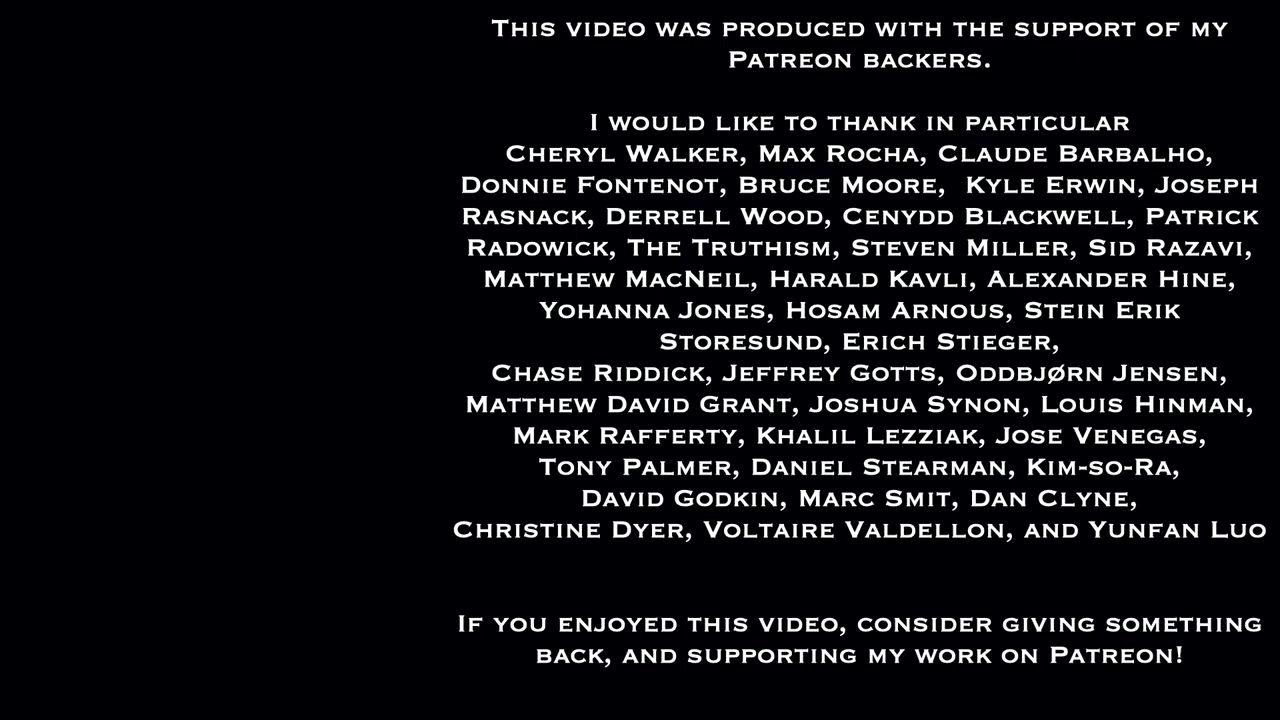 This video was produced with the support of my
Patreon backers.
I would like to thank in particular
Cheryl Walker, Max Rocha, Claude Barbalho,
Donnie Fontenot, Bruce Moore, Kyle Erwin, Joseph
Rasnack, Derrell Wood, Cenydd Blackwell, Patrick
Radowick, The Truthism, Steven Miller, Sid Razavi,
Matthew MacNeil, Harald Kavli, Alexander Hine,
Yohanna Jones, Hosam Arnous, Stein Erik
Storesund, Erich Stieger,
Chase Riddick, Jeffrey Gotts, Oddbjørn Jensen,
Matthew David Grant, Joshua Synon, Louis Hinman,
Mark Rafferty, Khalil Lezziak, Jose Venegas,
Tony Palmer, Daniel Stearman, Kim-so-Ra,
David Godkin, Marc Smit, Dan Clyne,
Christine Dyer, Voltaire Valdellon, and Yunfan Luo
If you enjoyed this video, consider giving something
back, and supporting my work on Patreon!